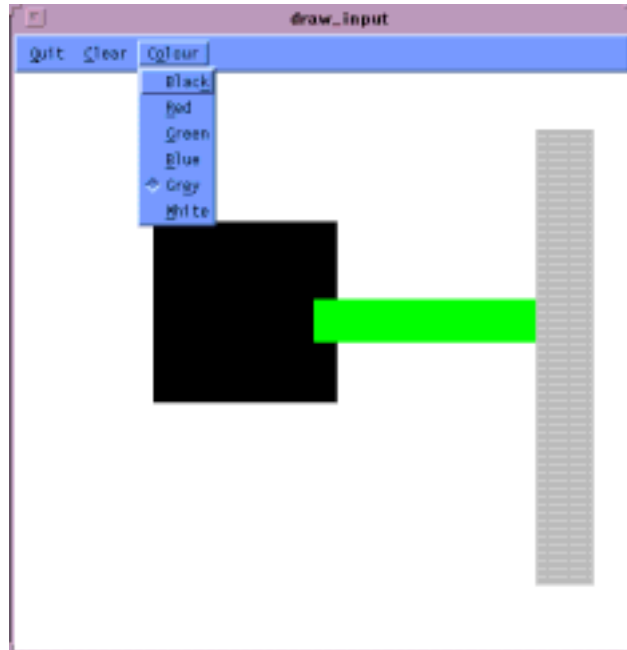 draw_input
Quit Clear Colour
Black
Red
Green
Blue
Grey
White